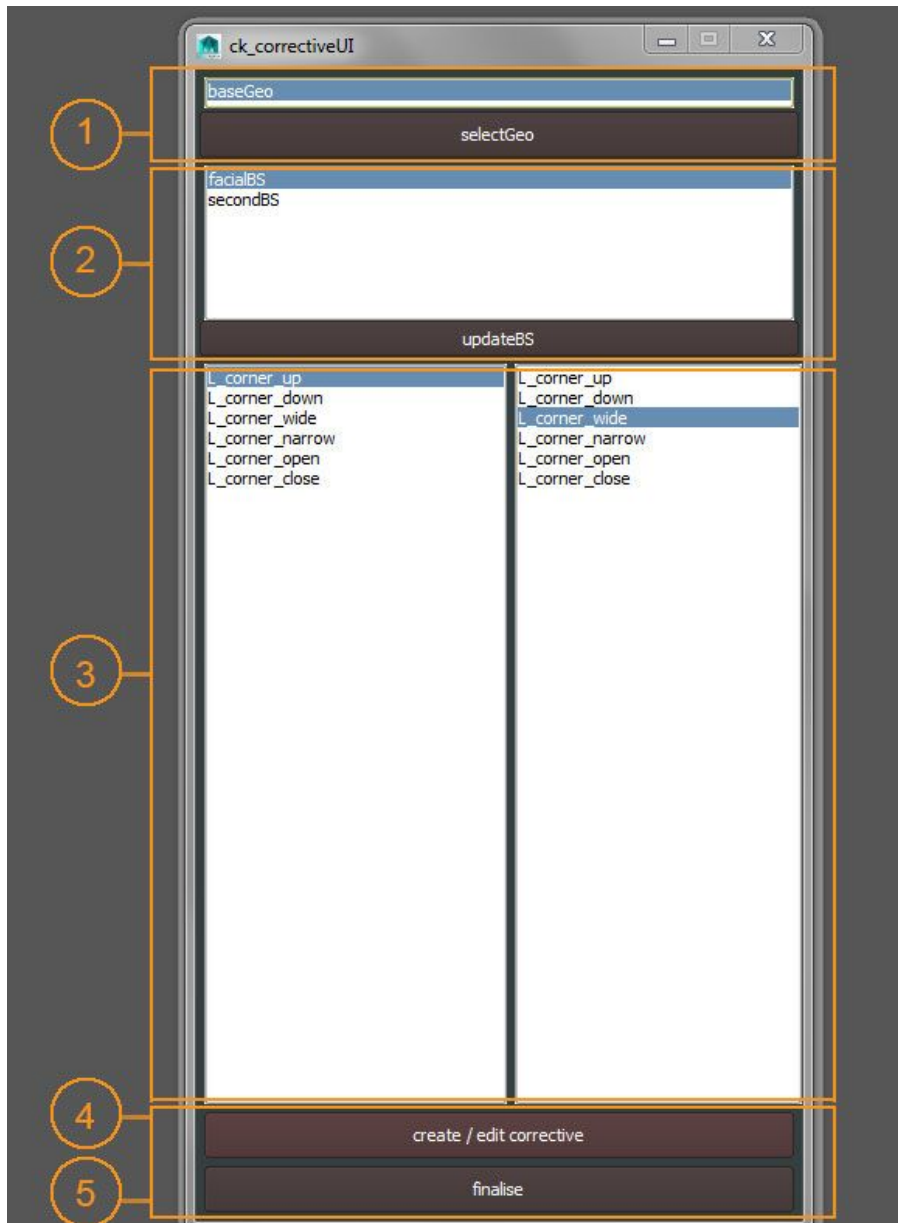 ck_correctiveUI
1
baseGeo
selectGeo
2
facialBS
secondBS
updateBS
3
L_corner_up
L_corner_down
L_corner_wide
L_corner_narrow
L_corner_open
L_corner_close
L_corner_up
L_corner_down
L_corner_wide
L_corner_narrow
L_corner_open
L_corner_close
4
create / edit corrective
5
finalise